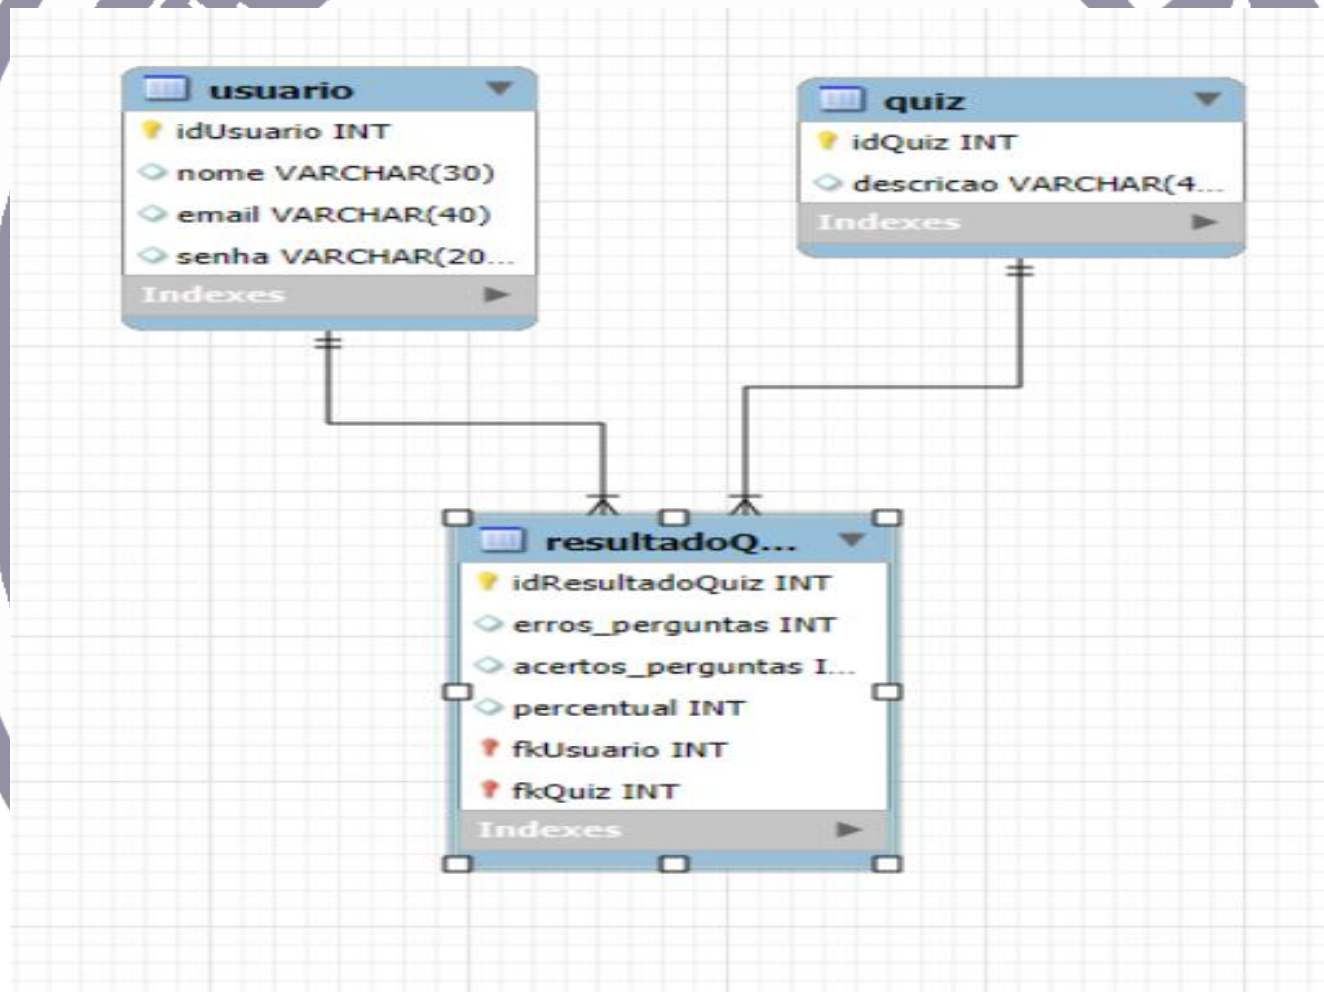 usuario
idUsuario INT
nome VARCHAR(30)
email VARCHAR(40)
senha VARCHAR(20...
Indexes
quiz
idQuiz INT
descricao VARCHAR(4...
Indexes
resultadoQ...
idResultadoQuiz INT
erros_perguntas INT
acertos_perguntas I...
percentual INT
fkUsuario INT
fkQuiz INT
Indexes